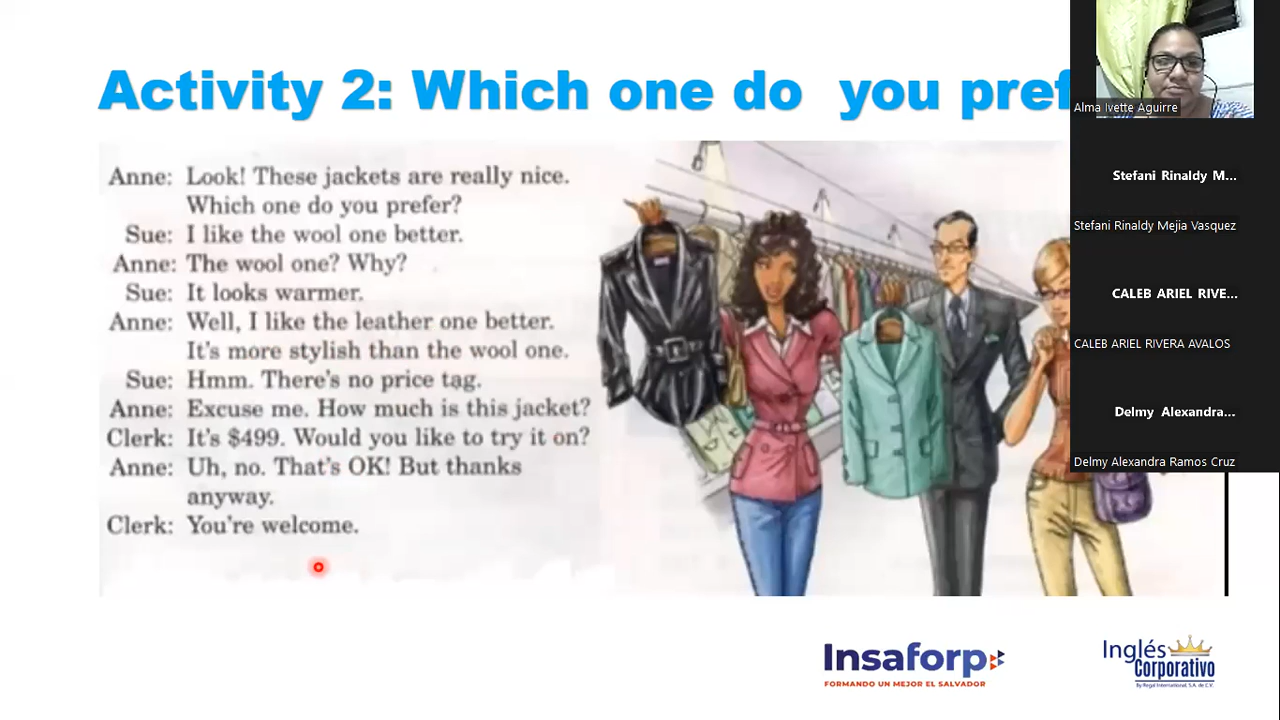 Activity 2: Which one do you pref
Anne: Look! These jackets are really nice.
Which one do you prefer?
Sue: I like the wool one better.
Anne: The wool one? Why?
Sue: It looks warmer.
Anne: Well, I like the leather one better.
It's more stylish than the wool one.
Sue: Hmm. There's no price tag.
Anne: Excuse me. How much is this jacket?
Clerk: It's $499. Would you like to try it on?
Anne: Uh, no. That's OK! But thanks
anyway.
Clerk: You're welcome.
Alma Ivette Aguirre
Stefani Rinaldy M...
Stefani Rinaldy Mejia Vasquez
CALEB ARIEL RIVE...
CALEB ARIEL RIVERA AVALOS
Delmy Alexandra...
Delmy Alexandra Ramos Cruz
Insaforp
FORMANDO UN MEJOR EL SALVADOR
Inglés
Corporativo
By Regal International, S.A. de C.V.